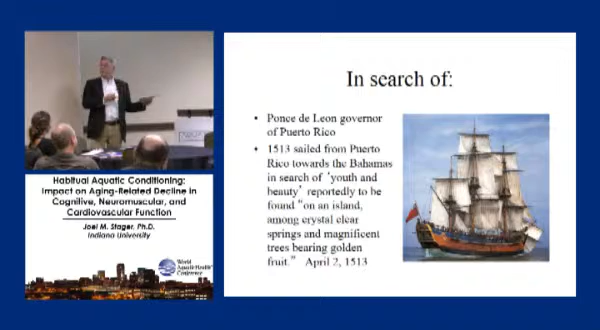 Habitual Aquatic Conditioning:
Impact on Aging-Related Decline in
Cognitive, Neuromuscular, and
Cardiovascular Function
Joel M. Stager, Ph.D.
Indiana University
World
Aquatic Health
Conference
In search of:
• Ponce de Leon governor
of Puerto Rico
• 1513 sailed from Puerto
Rico towards the Bahamas
in search of ‘youth and
beauty’ reportedly to be
found “on an island,
among crystal clear
springs and magnificent
trees bearing golden
fruit.”   April 2, 1513